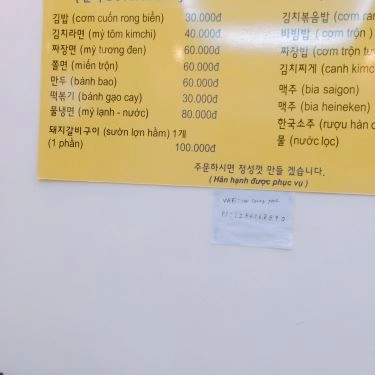 김밥 (cơm cuốn rong biển) 30.000đ
김치라면 (mỳ tôm kimchi) 40.000đ
짜장면 (mỳ tương đen) 60.000đ
쫄면 (miến trộn) 60.000đ
만두 (bánh bao) 60.000đ
떡볶기 (bánh gạo cay) 30.000đ
물냉면 (mỳ lạnh - nước) 80.000đ
돼지갈비구이 (sườn lợn hầm) 1개
(1 phần) 100.000đ
김치볶음밥 (cơm
비빔밥 ( cơm trộn )
짜장밥 (cơm trộn
김치찌게 (canh kimc
맥주 (bia saigon)
맥주 (bia heineken)
한국소주 (rượu hàn
물 (nước lọc)
주문하시면 정성껏 만들 겠습니다.
( Hân hạnh được phục vụ )